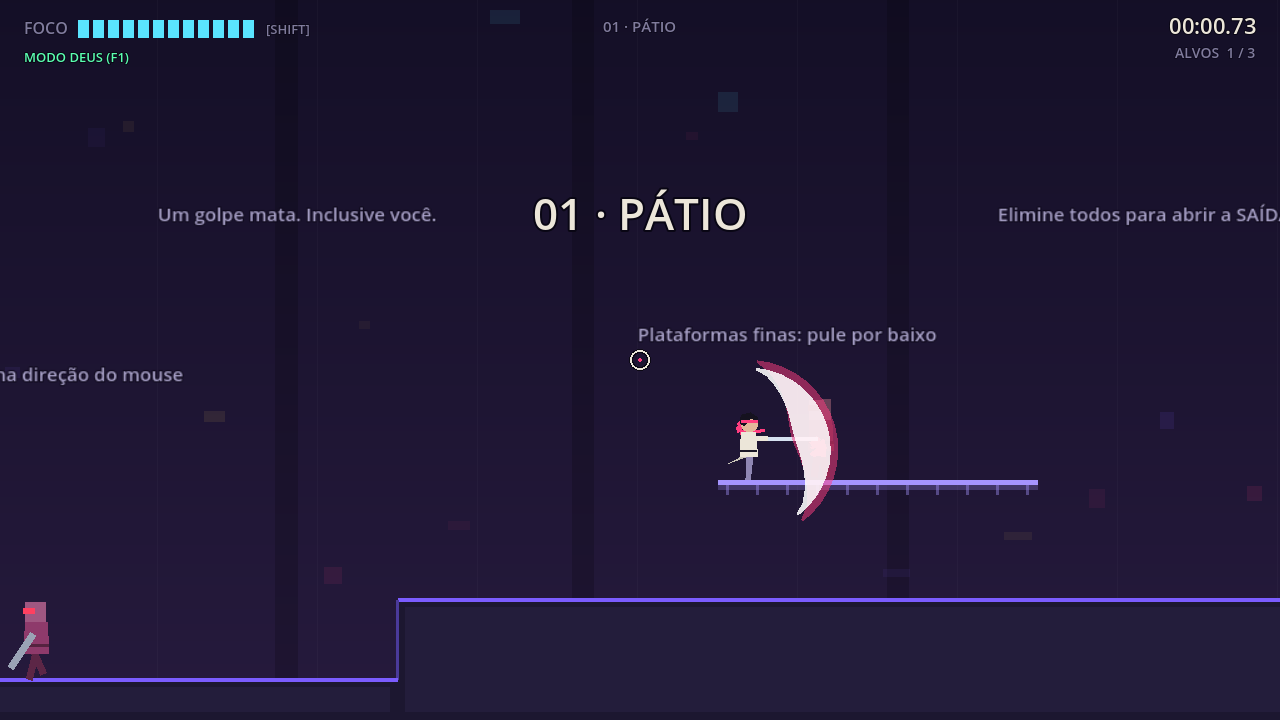 FOCO [SHIFT]
01 · PÁTIO
00:00.73
MODO DEUS (F1)
ALVOS 1 / 3
Um golpe mata. Inclusive você.
01 · PÁTIO
Elimine todos para abrir a SAÍDA
Plataformas finas: pule por baixo
na direção do mouse